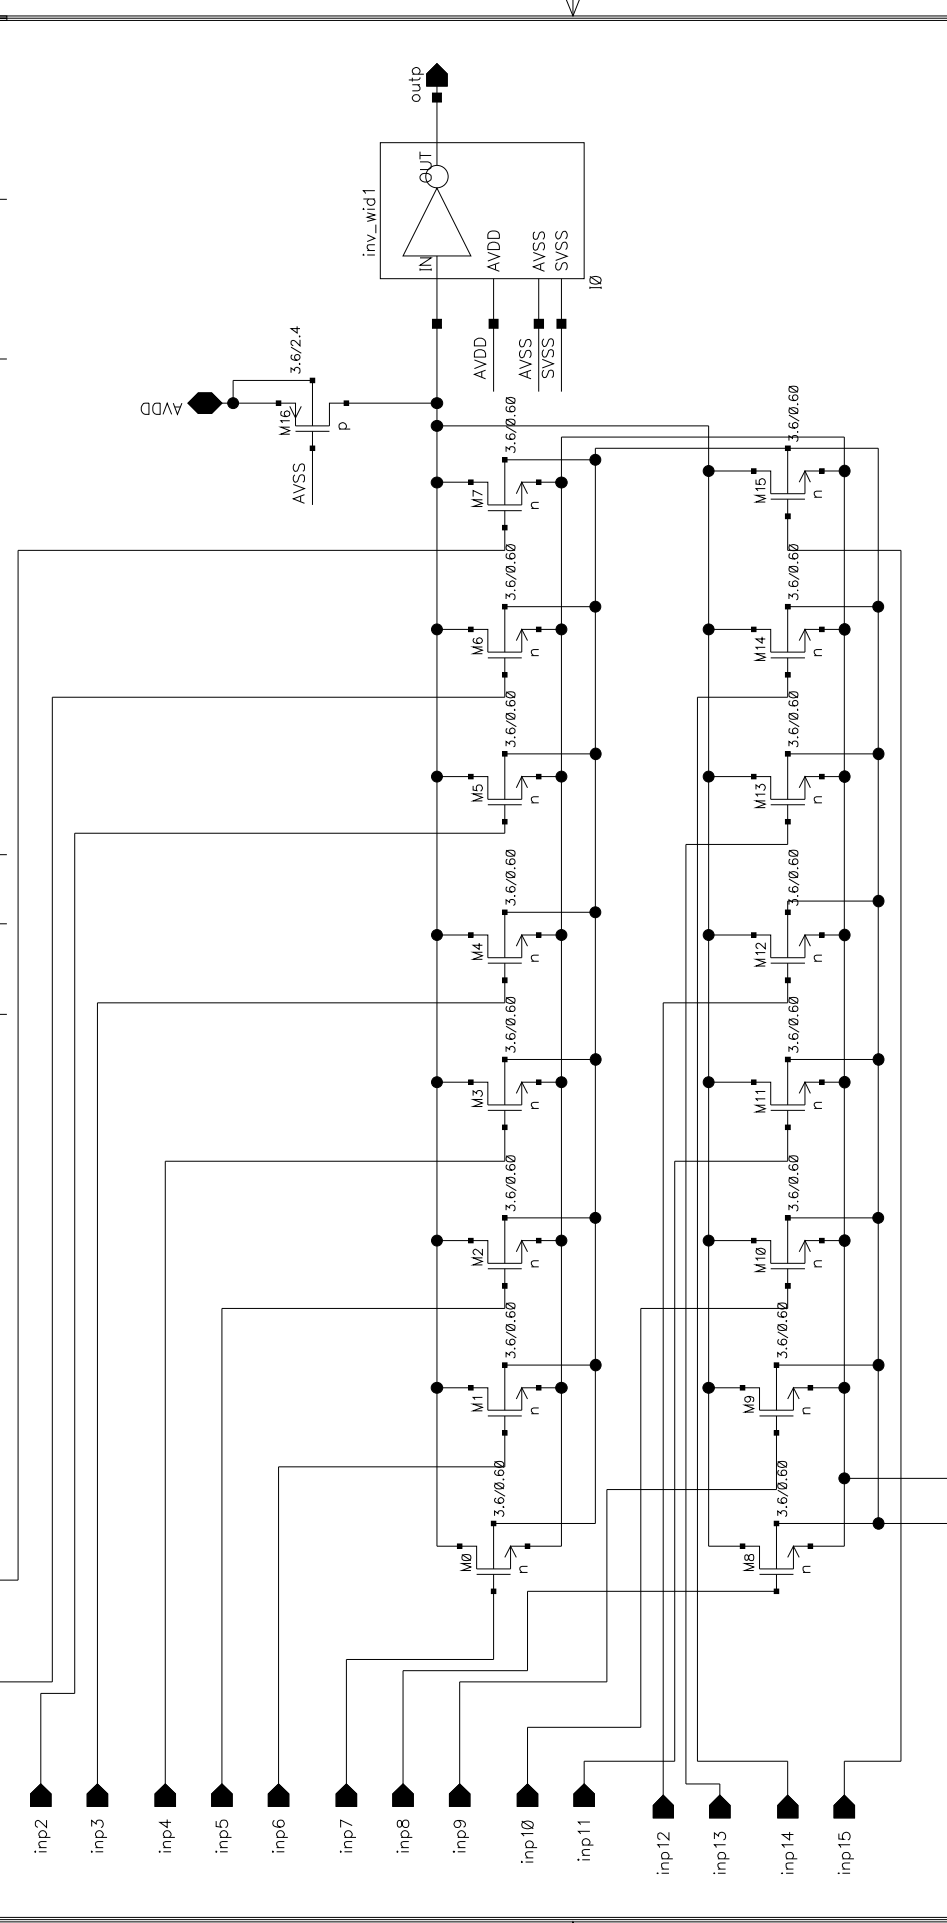 outp
inv_wid1
OUT
IN
AVDD
AVSS
SVSS
I0
AVDD
AVSS
SVSS
AVDD
3.6/2.4
M16
p
AVSS
3.6/0.60
M7
n
3.6/0.60
M15
n
3.6/0.60
M6
n
3.6/0.60
M14
n
3.6/0.60
M5
n
3.6/0.60
M13
n
3.6/0.60
M4
n
3.6/0.60
M12
n
3.6/0.60
M3
n
3.6/0.60
M11
n
3.6/0.60
M2
n
3.6/0.60
M10
n
3.6/0.60
M1
n
3.6/0.60
M9
n
3.6/0.60
M0
n
3.6/0.60
M8
n
inp2
inp3
inp4
inp5
inp6
inp7
inp8
inp9
inp10
inp11
inp12
inp13
inp14
inp15